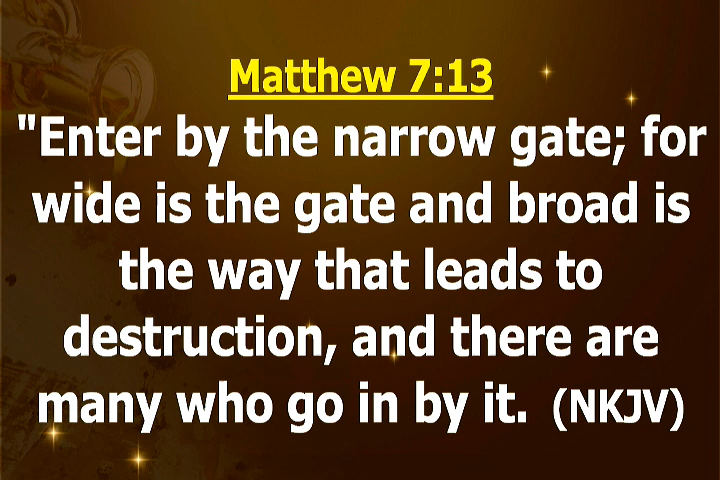 Matthew 7:13
"Enter by the narrow gate; for
wide is the gate and broad is
the way that leads to
destruction, and there are
many who go in by it. (NKJV)